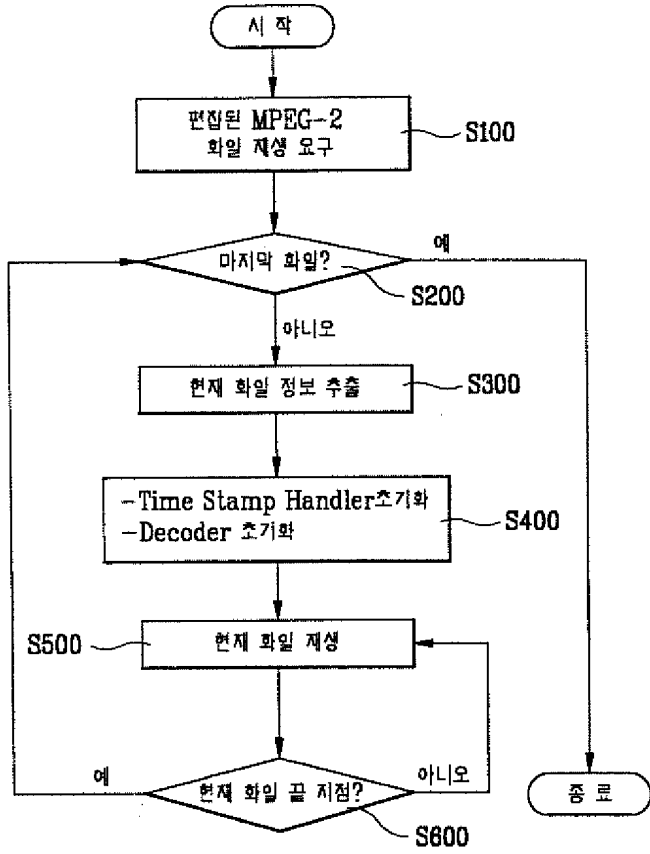 시 작
편집된 MPEG-2
화일 재생 요구
S100
마지막 화일?
예
S200
아니오
현재 화일 정보 추출
S300
-Time Stamp Handler초기화
-Decoder 초기화
S400
현재 화일 재생
S500
현재 화일 끝 지점?
예
아니오
S600
종 료